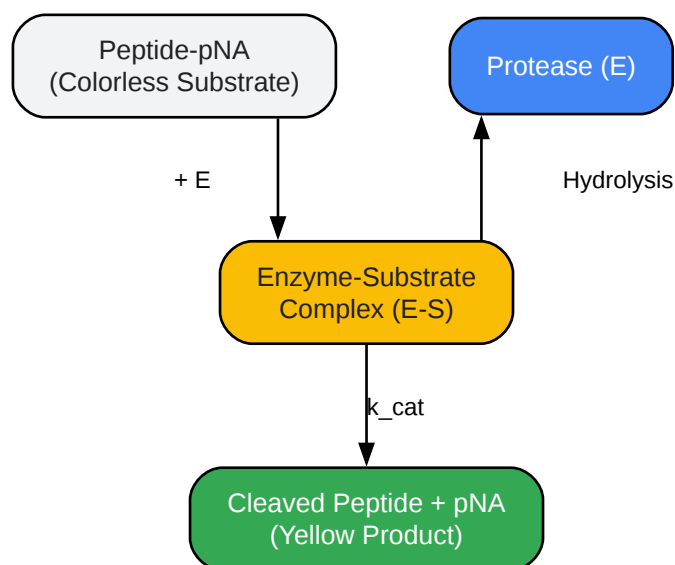 Peptide-pNA
(Colorless Substrate)
Protease (E)
+ E
Hydrolysis
Enzyme-Substrate
Complex (E-S)
k_cat
Cleaved Peptide + pNA
(Yellow Product)